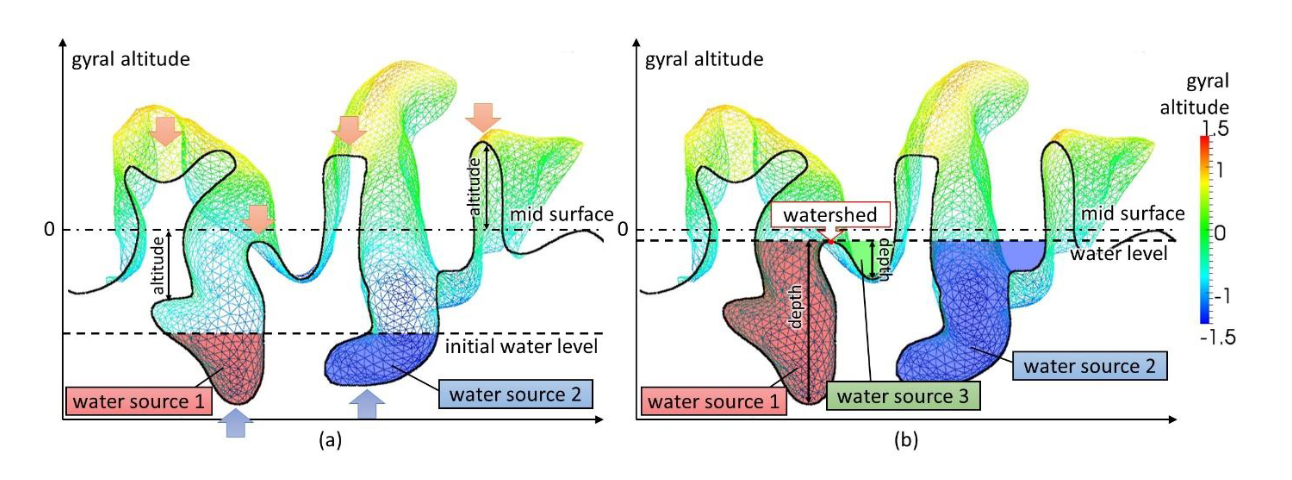 gyral altitude
0
altitude
altitude
mid surface
initial water level
water source 1
water source 2
(a)
gyral altitude
0
watershed
mid surface
water level
depth
depth
water source 1
water source 2
water source 3
(b)
gyral
altitude
1.5
1
0
-1
-1.5